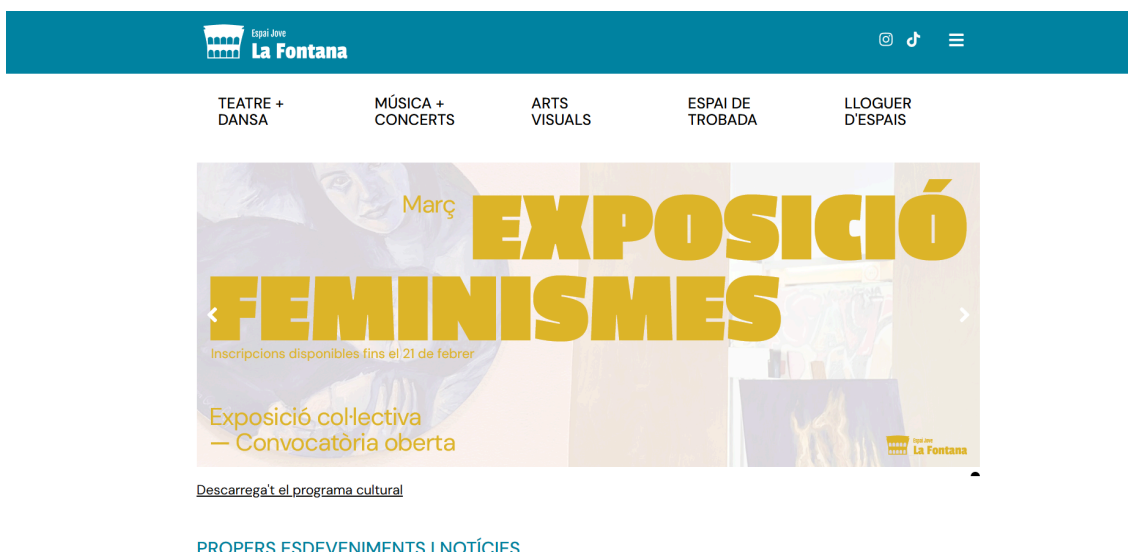 Espai Jove
La Fontana
TEATRE +
DANSA
MÚSICA +
CONCERTS
ARTS
VISUALS
ESPAI DE
TROBADA
LLOGUER
D'ESPAIS
Març
EXPOSICIÓ
FEMINISMES
Inscripcions disponibles fins el 21 de febrer
Exposició col·lectiva
— Convocatòria oberta
Espai Jove
La Fontana
Descarrega't el programa cultural
PROPERS ESDEVENIMENTS I NOTÍCIES